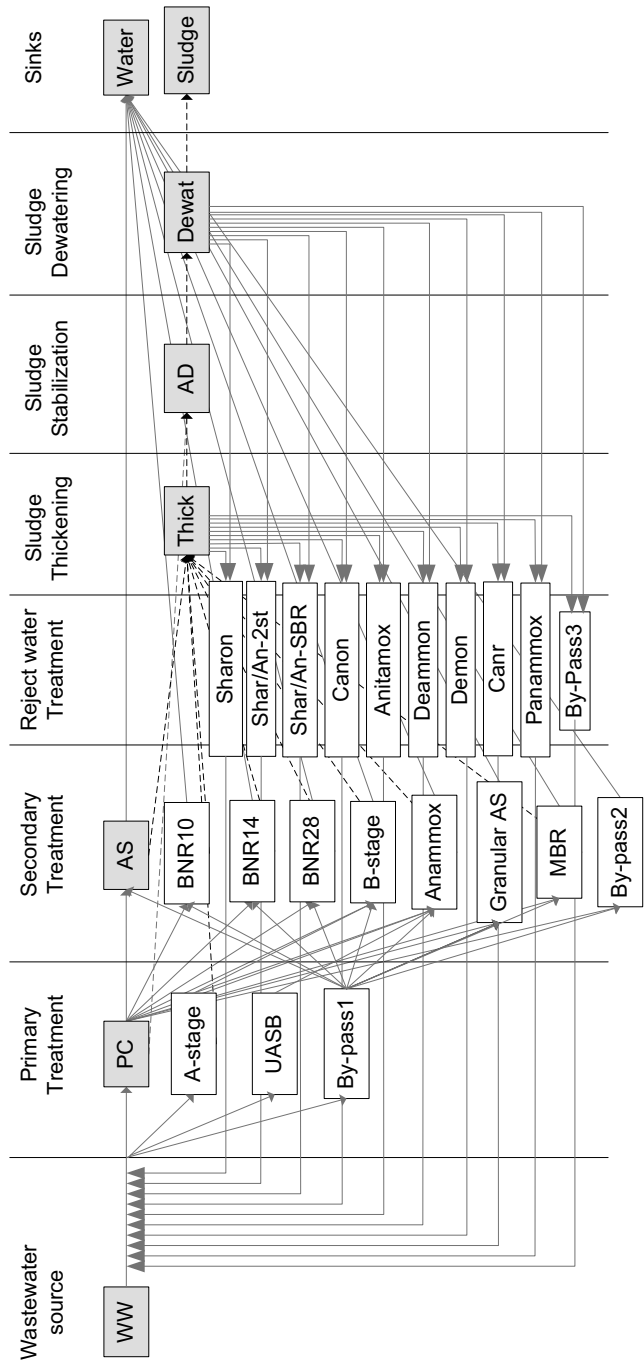 Wastewater
source
Primary
Treatment
Secondary
Treatment
Reject water
Treatment
Sludge
Thickening
Sludge
Stabilization
Sludge
Dewatering
Sinks
WW
PC
A-stage
UASB
By-pass1
AS
BNR10
BNR14
BNR28
B-stage
Anammox
Granular AS
MBR
By-pass2
Sharon
Shar/An-2st
Shar/An-SBR
Canon
Anitamox
Deammon
Demon
Canr
Panammox
By-Pass3
Thick
AD
Dewat
Water
Sludge